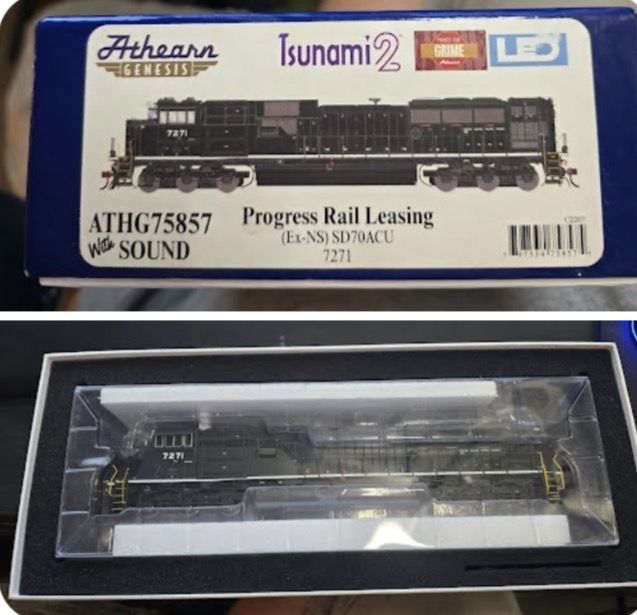 Athearn
GENESIS
Tsunami2
GRIME
LED
7271
ATHG75857
With SOUND
Progress Rail Leasing
(Ex-NS) SD70ACU
7271
7271